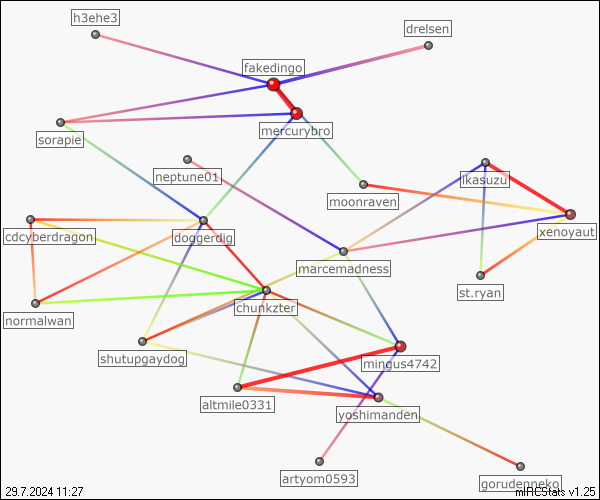 h3ehe3
drelsen
fakedingo
mercurybro
sorapie
neptune01
ikasuzu
moonraven
xenoyaut
cdcyberdragon
doggerdig
marcemadness
st.ryan
chunkzter
normalwan
shutupgaydog
mingus4742
altmile0331
yoshimanden
artyom0593
gorudenneko
29.7.2024 11:27
mIRCStats v1.25